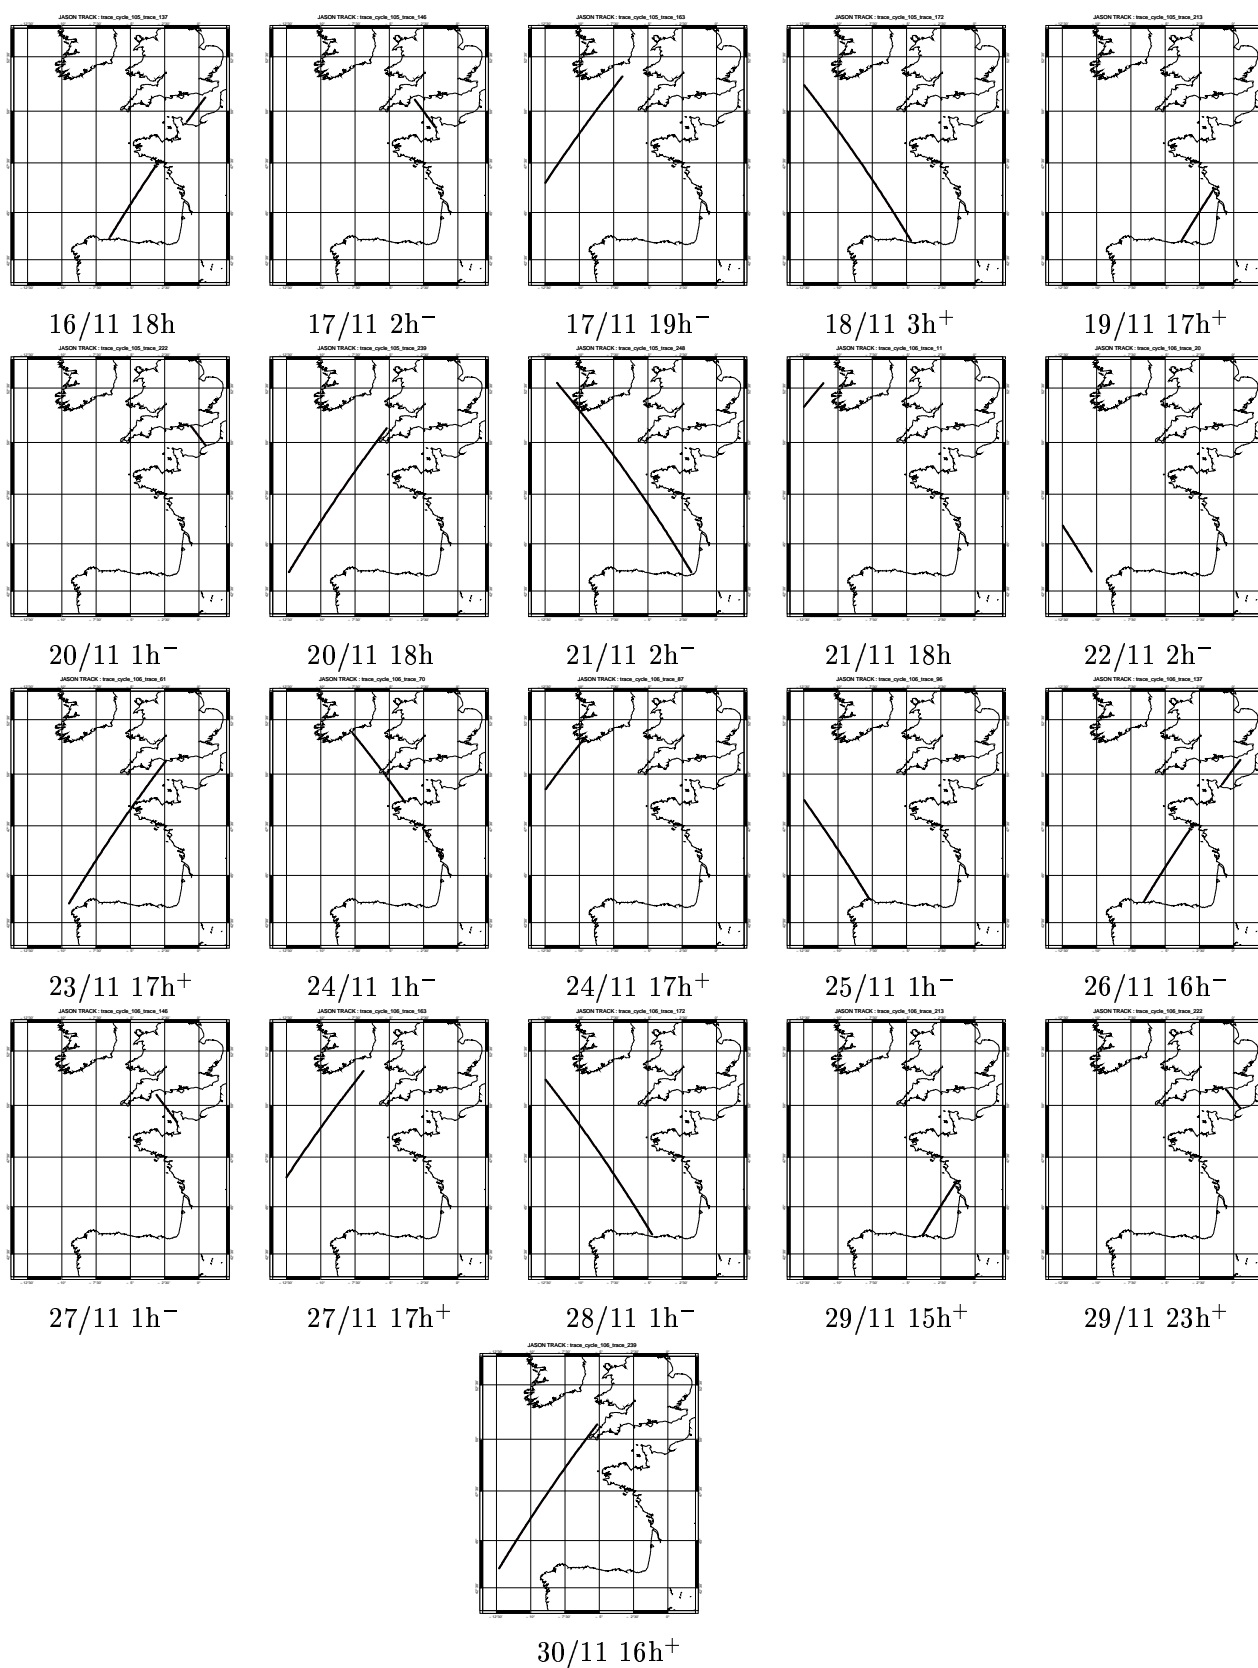 JASON TRACK : trace_cycle_105_trace_137
JASON TRACK : trace_cycle_105_trace_146
JASON TRACK : trace_cycle_105_trace_163
JASON TRACK : trace_cycle_105_trace_172
JASON TRACK : trace_cycle_105_trace_213
16/11 18h
17/11 2h⁻
17/11 19h⁻
18/11 3h⁺
19/11 17h⁺
JASON TRACK : trace_cycle_105_trace_222
JASON TRACK : trace_cycle_105_trace_239
JASON TRACK : trace_cycle_105_trace_248
JASON TRACK : trace_cycle_106_trace_11
JASON TRACK : trace_cycle_106_trace_20
20/11 1h⁻
20/11 18h
21/11 2h⁻
21/11 18h
22/11 2h⁻
JASON TRACK : trace_cycle_106_trace_61
JASON TRACK : trace_cycle_106_trace_70
JASON TRACK : trace_cycle_106_trace_87
JASON TRACK : trace_cycle_106_trace_96
JASON TRACK : trace_cycle_106_trace_137
23/11 17h⁺
24/11 1h⁻
24/11 17h⁺
25/11 1h⁻
26/11 16h⁻
JASON TRACK : trace_cycle_106_trace_146
JASON TRACK : trace_cycle_106_trace_163
JASON TRACK : trace_cycle_106_trace_172
JASON TRACK : trace_cycle_106_trace_213
JASON TRACK : trace_cycle_106_trace_222
27/11 1h⁻
27/11 17h⁺
28/11 1h⁻
29/11 15h⁺
29/11 23h⁺
JASON TRACK : trace_cycle_106_trace_239
30/11 16h⁺